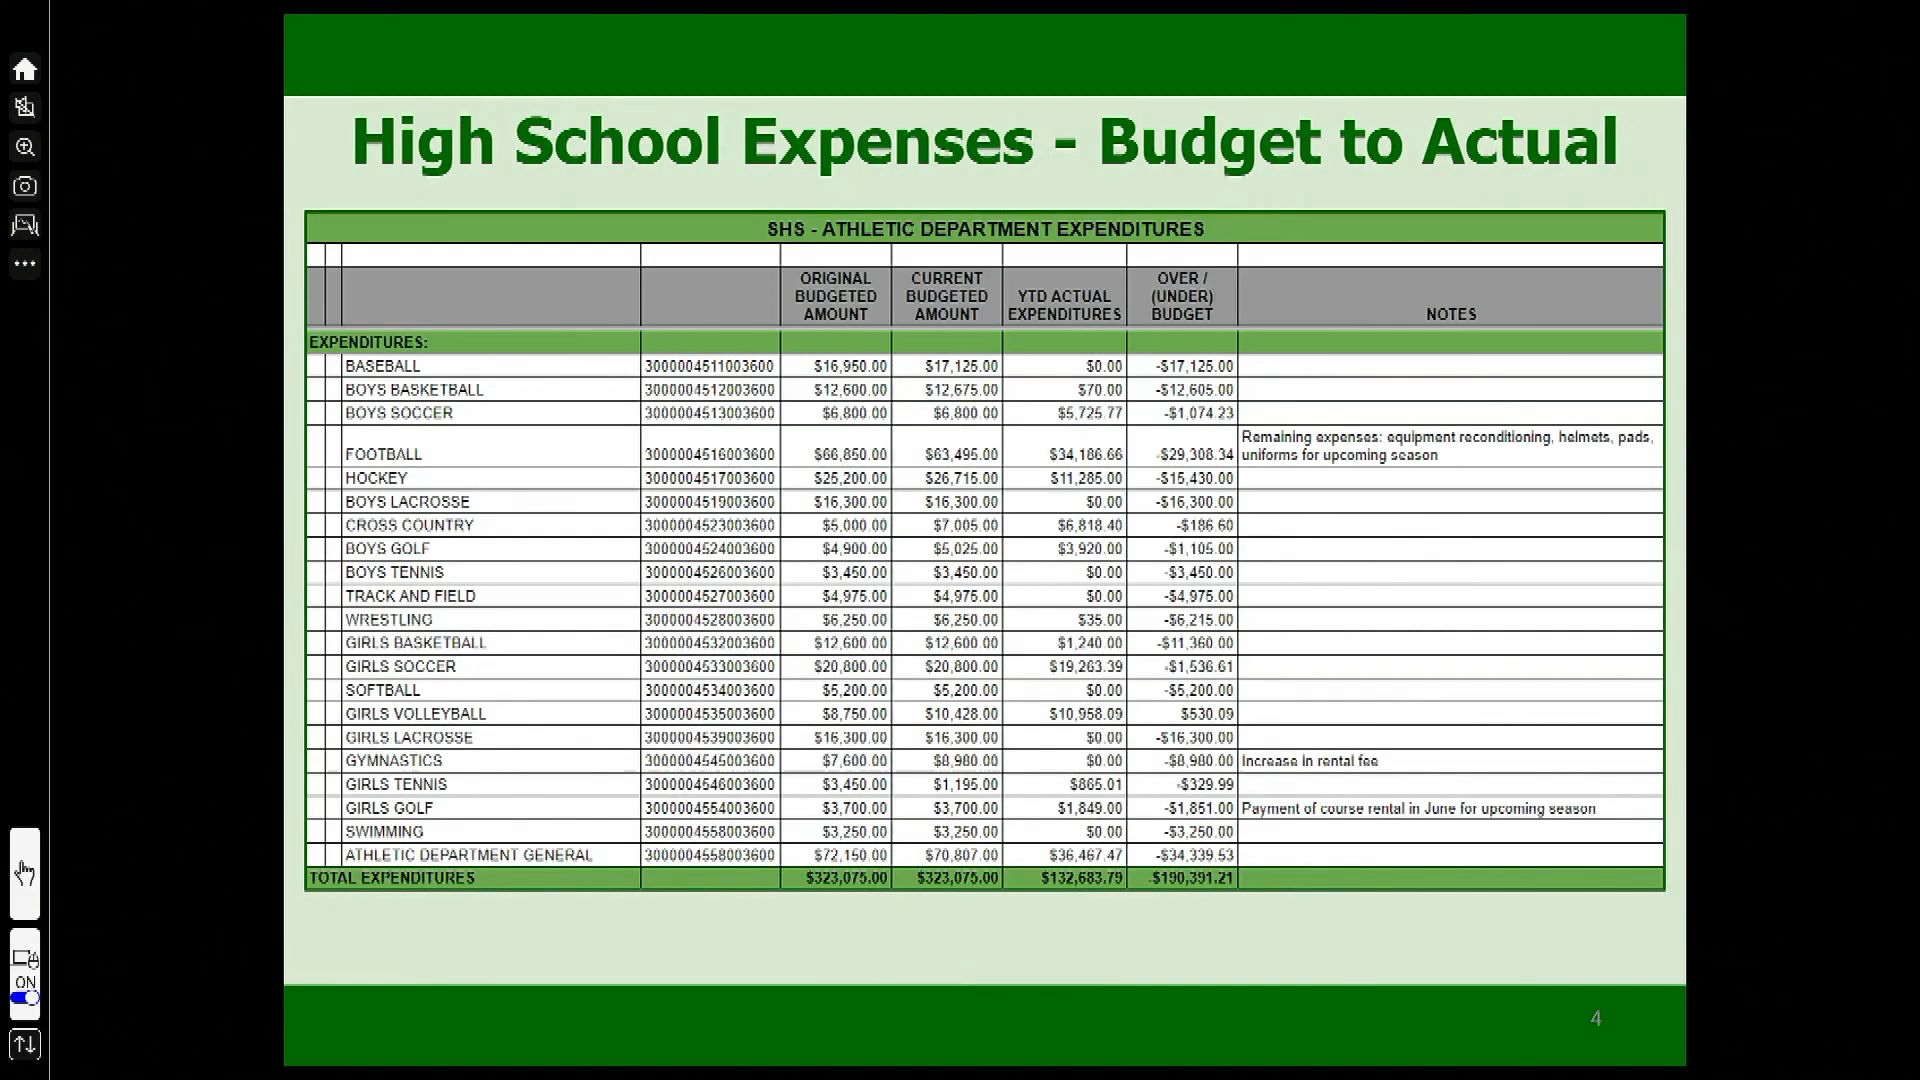 High School Expenses - Budget to Actual
SHS - ATHLETIC DEPARTMENT EXPENDITURES
ORIGINAL BUDGETED AMOUNT CURRENT BUDGETED AMOUNT YTD ACTUAL EXPENDITURES OVER / (UNDER) BUDGET NOTES
EXPENDITURES:
BASEBALL 3000004511003600 $16,950.00 $17,125.00 $0.00 -$17,125.00
BOYS BASKETBALL 3000004512003600 $12,600.00 $12,675.00 $70.00 -$12,605.00
BOYS SOCCER 3000004513003600 $6,800.00 $6,800.00 $5,725.77 -$1,074.23
FOOTBALL 3000004516003600 $66,850.00 $63,495.00 $34,186.66 -$29,308.34 Remaining expenses: equipment reconditioning, helmets, pads, uniforms for upcoming season
HOCKEY 3000004517003600 $25,200.00 $26,715.00 $11,285.00 -$15,430.00
BOYS LACROSSE 3000004519003600 $16,300.00 $16,300.00 $0.00 -$16,300.00
CROSS COUNTRY 3000004523003600 $5,000.00 $7,005.00 $6,818.40 -$186.60
BOYS GOLF 3000004524003600 $4,900.00 $5,025.00 $3,920.00 -$1,105.00
BOYS TENNIS 3000004526003600 $3,450.00 $3,450.00 $0.00 -$3,450.00
TRACK AND FIELD 3000004527003600 $4,975.00 $4,975.00 $0.00 -$4,975.00
WRESTLING 3000004528003600 $6,250.00 $6,250.00 $35.00 -$6,215.00
GIRLS BASKETBALL 3000004532003600 $12,600.00 $12,600.00 $1,240.00 -$11,360.00
GIRLS SOCCER 3000004533003600 $20,800.00 $20,800.00 $19,263.39 -$1,536.61
SOFTBALL 3000004534003600 $5,200.00 $5,200.00 $0.00 -$5,200.00
GIRLS VOLLEYBALL 3000004535003600 $8,750.00 $10,428.00 $10,958.09 $530.09
GIRLS LACROSSE 3000004539003600 $16,300.00 $16,300.00 $0.00 -$16,300.00
GYMNASTICS 3000004545003600 $7,600.00 $8,980.00 $0.00 -$8,980.00 Increase in rental fee
GIRLS TENNIS 3000004546003600 $3,450.00 $1,195.00 $865.01 -$329.99
GIRLS GOLF 3000004554003600 $3,700.00 $3,700.00 $1,849.00 -$1,851.00 Payment of course rental in June for upcoming season
SWIMMING 3000004558003600 $3,250.00 $3,250.00 $0.00 -$3,250.00
ATHLETIC DEPARTMENT GENERAL 3000004558003600 $72,150.00 $70,807.00 $36,467.47 -$34,339.53
TOTAL EXPENDITURES $323,075.00 $323,075.00 $132,683.79 -$190,391.21
ON
4